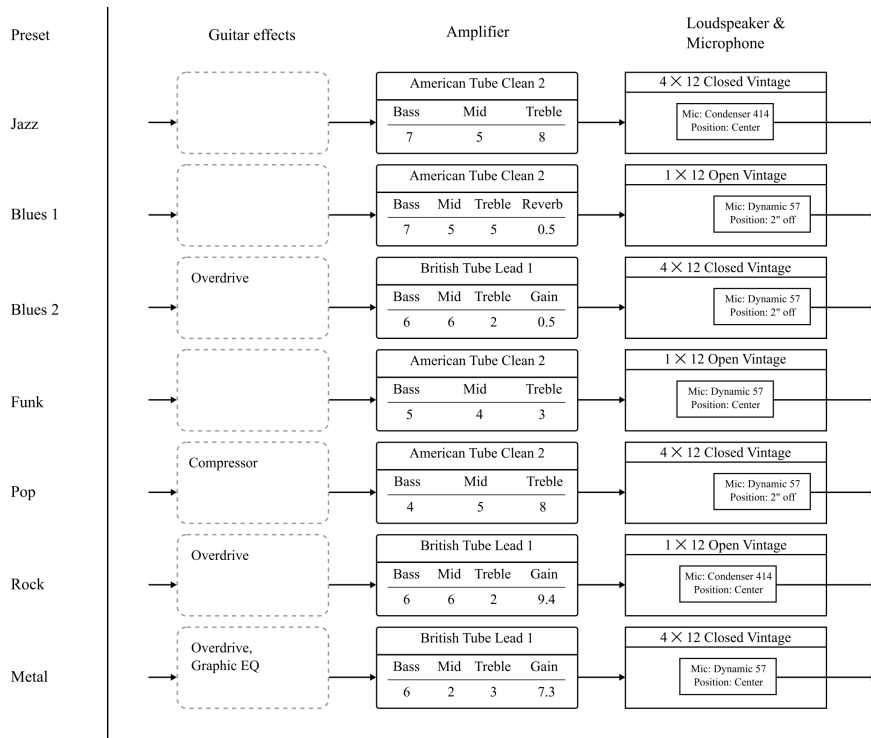 Preset Guitar effects Amplifier Loudspeaker &
Microphone
Jazz
American Tube Clean 2
Bass Mid Treble
7 5 8
4 × 12 Closed Vintage
Mic: Condenser 414
Position: Center
Blues 1
American Tube Clean 2
Bass Mid Treble Reverb
7 5 5 0.5
1 × 12 Open Vintage
Mic: Dynamic 57
Position: 2" off
Blues 2
Overdrive
British Tube Lead 1
Bass Mid Treble Gain
6 6 2 0.5
4 × 12 Closed Vintage
Mic: Dynamic 57
Position: 2" off
Funk
American Tube Clean 2
Bass Mid Treble
5 4 3
1 × 12 Open Vintage
Mic: Dynamic 57
Position: Center
Pop
Compressor
American Tube Clean 2
Bass Mid Treble
4 5 8
4 × 12 Closed Vintage
Mic: Dynamic 57
Position: 2" off
Rock
Overdrive
British Tube Lead 1
Bass Mid Treble Gain
6 6 2 9.4
1 × 12 Open Vintage
Mic: Condenser 414
Position: Center
Metal
Overdrive,
Graphic EQ
British Tube Lead 1
Bass Mid Treble Gain
6 2 3 7.3
4 × 12 Closed Vintage
Mic: Dynamic 57
Position: Center